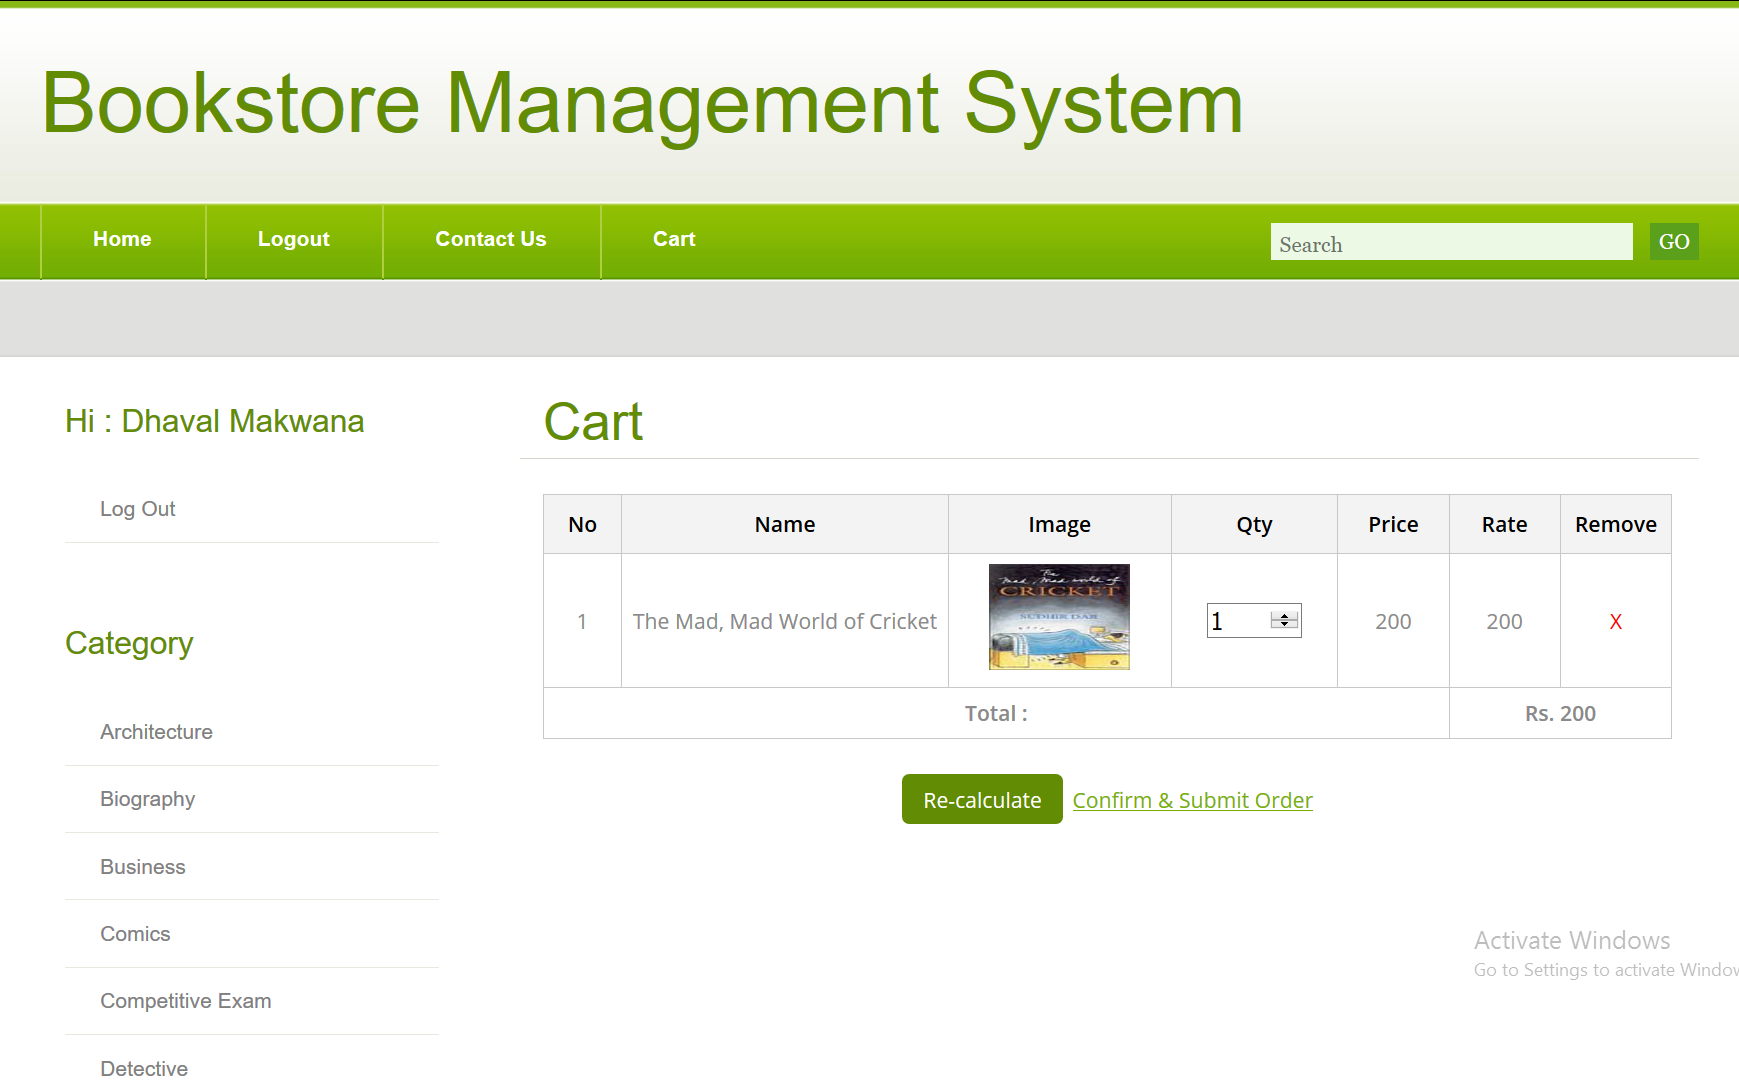 Bookstore Management System
Home Logout Contact Us Cart Search GO
Hi : Dhaval Makwana
Log Out
Category
Architecture
Biography
Business
Comics
Competitive Exam
Detective
Cart
No Name Image Qty Price Rate Remove
The
Mad, Mad world of
CRICKET
SUDHIR DAR
1 The Mad, Mad World of Cricket 1 200 200 X
Total : Rs. 200
Re-calculate Confirm & Submit Order
Activate Windows
Go to Settings to activate Window